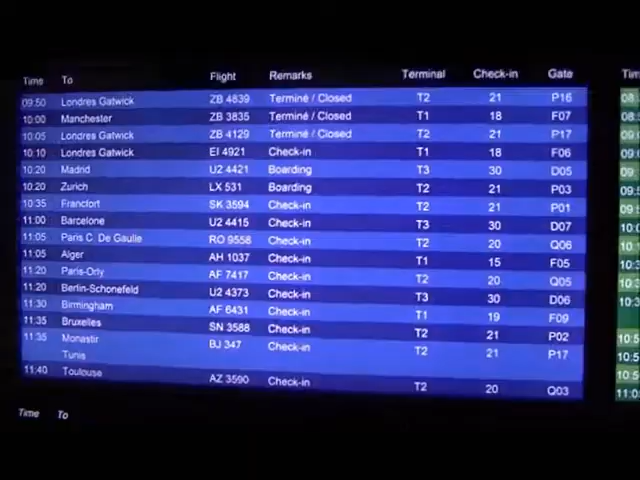 Time To Flight Remarks Terminal Check-in Gate
09:50 Londres Gatwick ZB 4839 Terminé / Closed T2 21 P16
10:00 Manchester ZB 3835 Terminé / Closed T1 18 F07
10:05 Londres Gatwick ZB 4129 Terminé / Closed T2 21 P17
10:10 Londres Gatwick EI 4921 Check-in T1 18 F06
10:20 Madrid U2 4421 Boarding T3 30 D05
10:20 Zurich LX 531 Boarding T2 21 P03
10:35 Francfort SK 3594 Check-in T2 21 P01
11:00 Barcelone U2 4415 Check-in T3 30 D07
11:05 Paris C. De Gaulle RO 9556 Check-in T2 20 Q06
11:05 Alger AH 1037 Check-in T1 15 F05
11:20 Paris-Orly AF 7417 Check-in T2 20 Q05
11:20 Berlin-Schonefeld U2 4373 Check-in T3 30 D06
11:30 Birmingham AF 6431 Check-in T1 19 F09
11:35 Bruxelles SN 3588 Check-in T2 21 P02
11:35 Monastir BJ 347 Check-in T2 21 P17
Tunis
11:40 Toulouse AZ 3590 Check-in T2 20 Q03
Time To